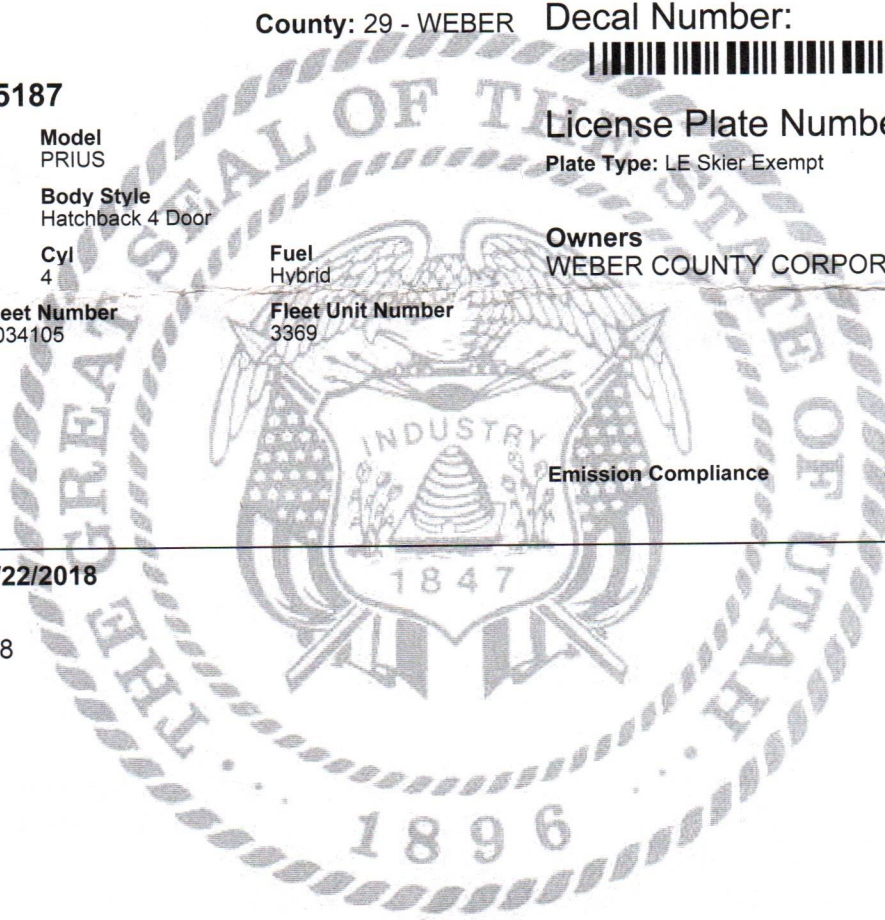 County: 29 - WEBER
Decal Number:
5187
License Plate Numbe
Model
PRIUS
Plate Type: LE Skier Exempt
Body Style
Hatchback 4 Door
Owners
WEBER COUNTY CORPOR
Cyl
4
Fuel
Hybrid
eet Number
034105
Fleet Unit Number
3369
Emission Compliance
/22/2018
8
THE GREAT SEAL OF THE STATE OF UTAH
INDUSTRY
1847
1896